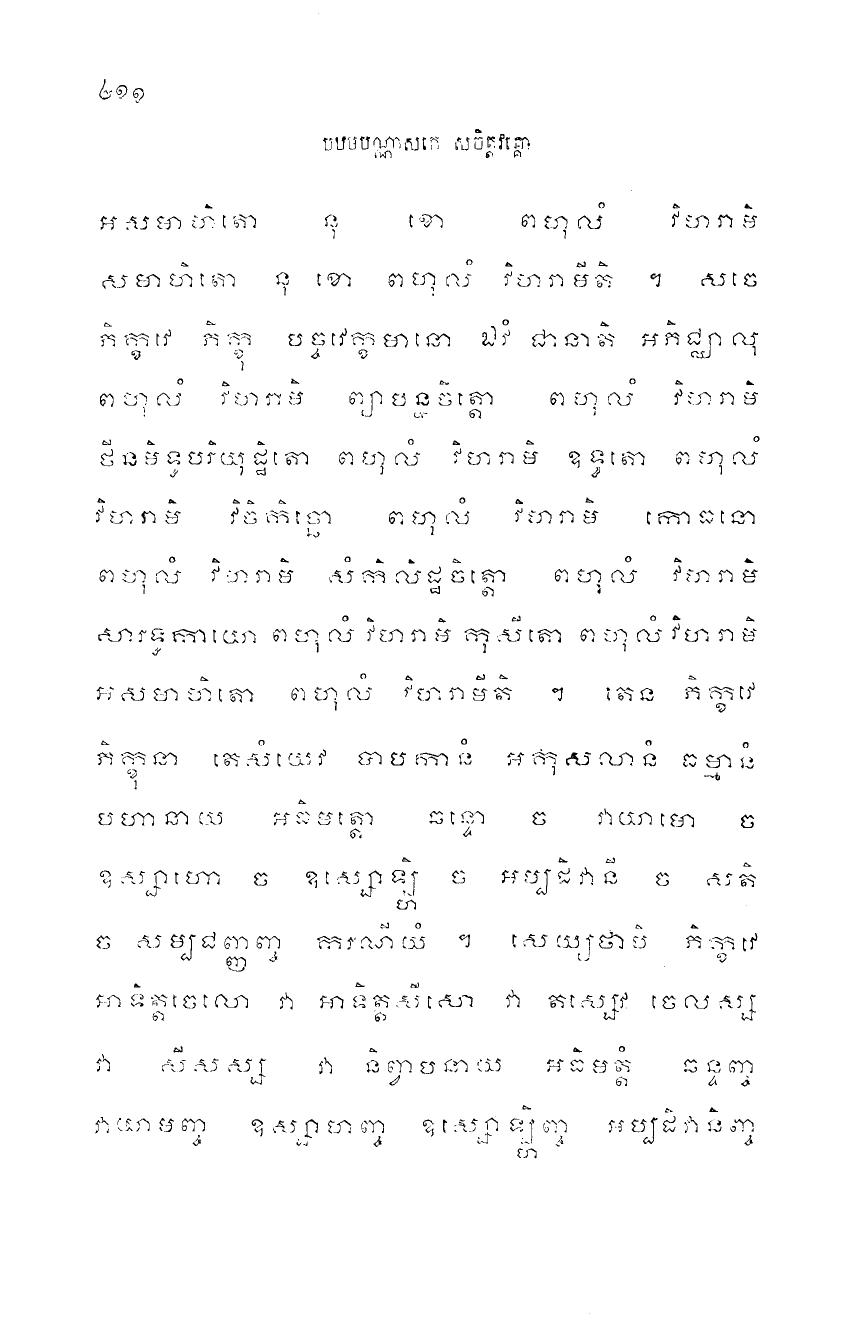 ៤១១
បឋមបណ្ណាសកេ សចិត្តវគ្គោ
អសមាហិតោ នុ ខោ ពហុលំ វិហរាមិ
សមាហិតោ នុ ខោ ពហុលំ វិហរាមីតិ ។ សចេ
ភិក្ខវេ ភិក្ខុ បច្ចវេក្ខមានោ ឯវំ ជានាតិ អភិជ្ឈាលុ
ពហុលំ វិហរាមិ ព្យាបន្នចិត្តោ ពហុលំ វិហរាមិ
ថីនមិទ្ធបរិយុដ្ឋិតោ ពហុលំ វិហរាមិ ឧទ្ធតោ ពហុលំ
វិហរាមិ វិចិកិច្ឆោ ពហុលំ វិហរាមិ កោធនោ
ពហុលំ វិហរាមិ សំកិលិដ្ឋចិត្តោ ពហុលំ វិហរាមិ
សារទ្ធកាយោ ពហុលំ វិហរាមិ កុសីតោ ពហុលំ វិហរាមិ
អសមាហិតោ ពហុលំ វិហរាមីតិ ។ តេន ភិក្ខវេ
ភិក្ខុនា តេសំយេវ បាបកានំ អកុសលានំ ធម្មានំ
បហានាយ អធិមត្តោ ឆន្ទោ ច វាយាមោ ច
ឧស្សាហោ ច ឧស្សោឡ្ហិ ច អប្បដិវានី ច សតិ
ច សម្បជញ្ញញ្ច ករណីយំ ។ សេយ្យថាបិ ភិក្ខវេ
អាទិត្តចេលោ វា អាទិត្តសីសោ វា តស្សេវ ចេលស្ស
វា សីសស្ស វា និព្វាបនាយ អធិមត្តំ ឆន្ទញ្ច
វាយាមញ្ច ឧស្សាហញ្ច ឧស្សោឡ្ហិញ្ច អប្បដិវានិញ្ច